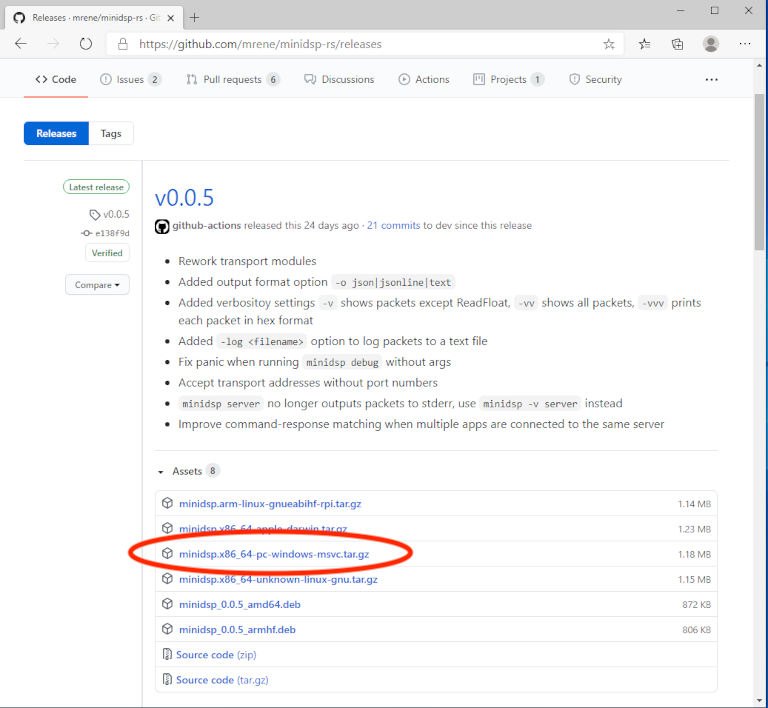 Releases · mrene/minidsp-rs · Git
https://github.com/mrene/minidsp-rs/releases
Code Issues 2 Pull requests 6 Discussions Actions Projects 1 Security
Releases Tags
Latest release
v0.0.5
e138f9d
Verified
Compare
v0.0.5
github-actions released this 24 days ago · 21 commits to dev since this release
Rework transport modules
Added output format option -o json|jsonline|text
Added verbositoy settings -v shows packets except ReadFloat, -vv shows all packets, -vvv prints
each packet in hex format
Added -log <filename> option to log packets to a text file
Fix panic when running minidsp debug without args
Accept transport addresses without port numbers
minidsp server no longer outputs packets to stderr, use minidsp -v server instead
Improve command-response matching when multiple apps are connected to the same server
Assets 8
minidsp.arm-linux-gnueabihf-rpi.tar.gz 1.14 MB
minidsp.x86_64-apple-darwin.tar.gz 1.23 MB
minidsp.x86_64-pc-windows-msvc.tar.gz 1.18 MB
minidsp.x86_64-unknown-linux-gnu.tar.gz 1.15 MB
minidsp_0.0.5_amd64.deb 872 KB
minidsp_0.0.5_armhf.deb 806 KB
Source code (zip)
Source code (tar.gz)